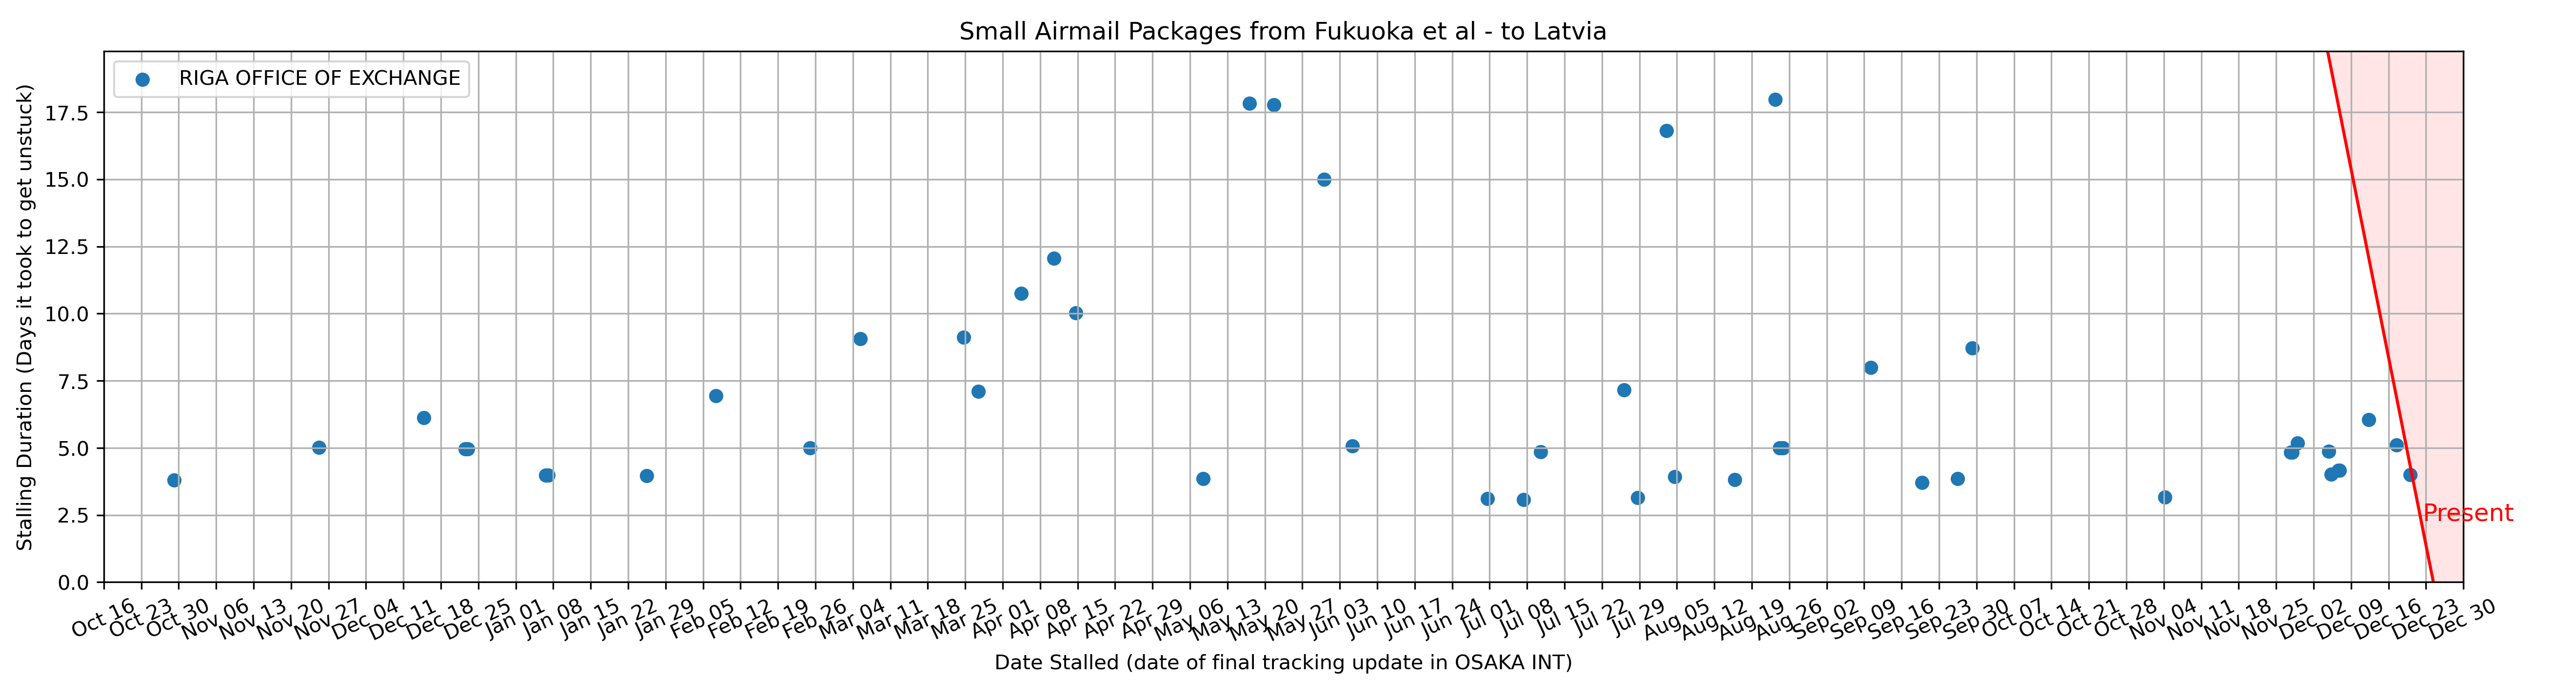 Small Airmail Packages from Fukuoka et al - to Latvia
RIGA OFFICE OF EXCHANGE
Stalling Duration (Days it took to get unstuck)
17.5
15.0
12.5
10.0
7.5
5.0
2.5
0.0
Present
Oct 16
Oct 23
Oct 30
Nov 06
Nov 13
Nov 20
Nov 27
Dec 04
Dec 11
Dec 18
Dec 25
Jan 01
Jan 08
Jan 15
Jan 22
Jan 29
Feb 05
Feb 12
Feb 19
Feb 26
Mar 04
Mar 11
Mar 18
Mar 25
Apr 01
Apr 08
Apr 15
Apr 22
Apr 29
May 06
May 13
May 20
May 27
Jun 03
Jun 10
Jun 17
Jun 24
Jul 01
Jul 08
Jul 15
Jul 22
Jul 29
Aug 05
Aug 12
Aug 19
Aug 26
Sep 02
Sep 09
Sep 16
Sep 23
Sep 30
Oct 07
Oct 14
Oct 21
Oct 28
Nov 04
Nov 11
Nov 18
Nov 25
Dec 02
Dec 09
Dec 16
Dec 23
Dec 30
Date Stalled (date of final tracking update in OSAKA INT)